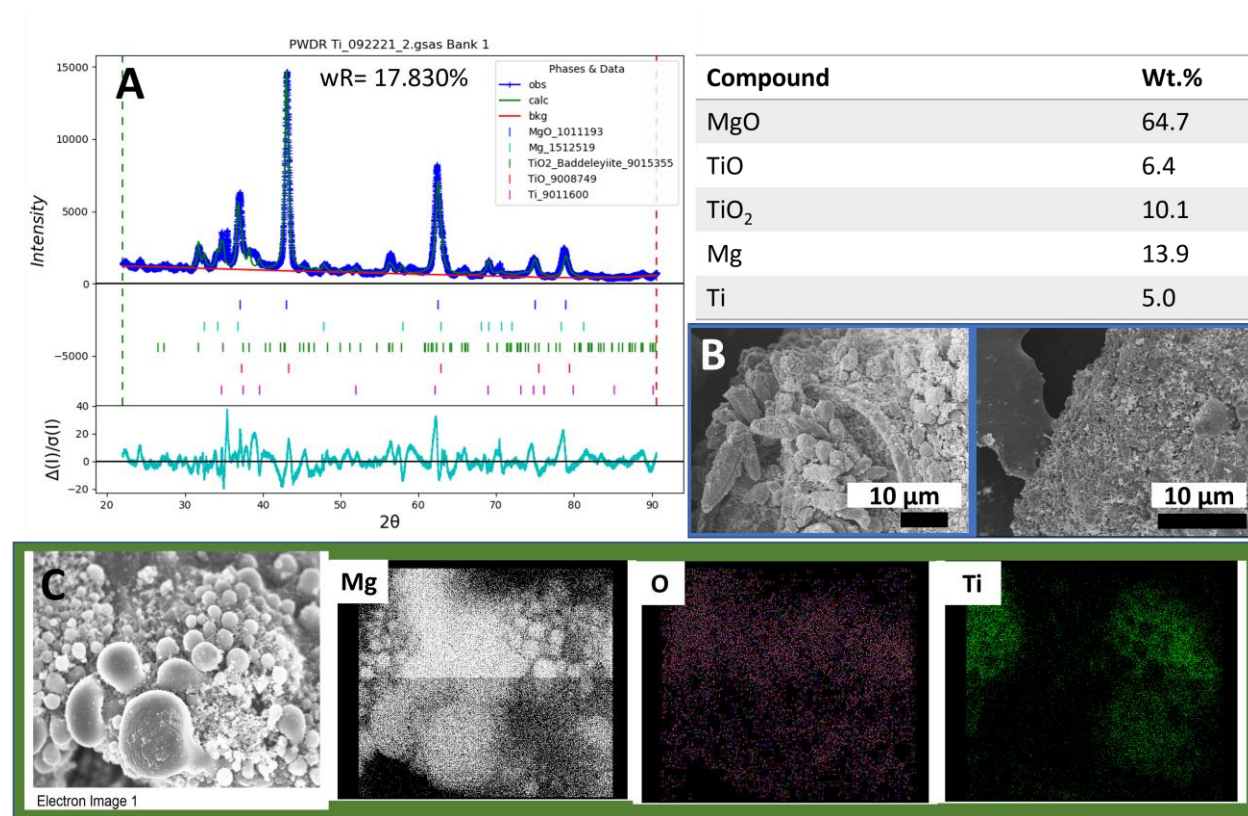 PWDR Ti_092221_2.gsas Bank 1
A
wR= 17.830%
Phases & Data
obs
calc
bkg
MgO_1011193
Mg_1512519
TiO2_Baddeleyiite_9015355
TiO_9008749
Ti_9011600
Intensity
15000
10000
5000
0
−5000
40
20
0
−20
Δ(I)/σ(I)
20 30 40 50 60 70 80 90
2θ
Compound Wt.%
MgO 64.7
TiO 6.4
TiO₂ 10.1
Mg 13.9
Ti 5.0
B
10 µm
10 µm
C
Electron Image 1
Mg
O
Ti